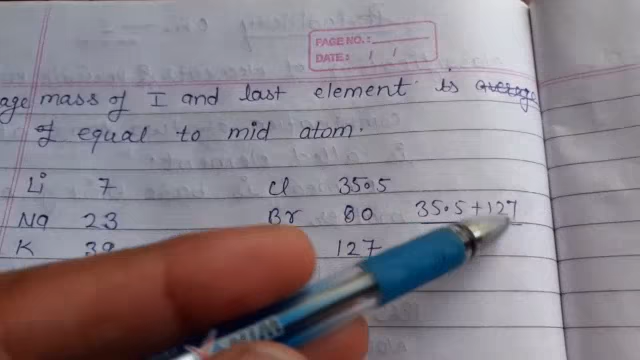 PAGE NO.:
DATE: / /
age mass of I and last element is average
of equal to mid atom.
Li 7 Cl 35.5
Na 23 Br 80 35.5+127
K 39 127